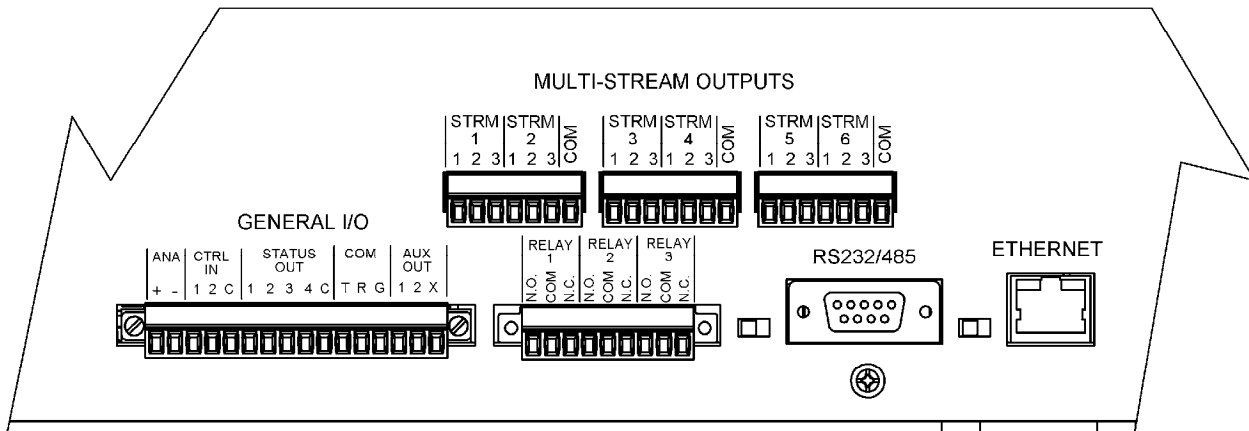 MULTI-STREAM OUTPUTS
STRM 1 STRM 2 COM STRM 3 STRM 4 COM STRM 5 STRM 6 COM
1 2 3 1 2 3 1 2 3 1 2 3 1 2 3 1 2 3
GENERAL I/O
ANA CTRL IN STATUS OUT COM AUX OUT
+ - 1 2 C 1 2 3 4 C T R G 1 2 X
RELAY 1 RELAY 2 RELAY 3
N.O. COM N.C. N.O. COM N.C. N.O. COM N.C.
RS232/485
ETHERNET